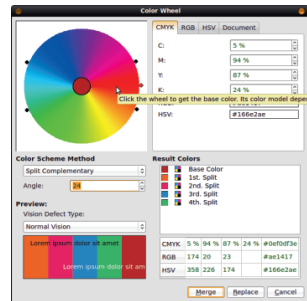 Color Wheel
CMYK RGB HSV Document
C: 5 %
M: 94 %
Y: 87 %
K: 24 %
Click the wheel to get the base color. Its color model depe
HSV: #166e2ae
Color Scheme Method
Split Complementary
Angle: 24
Preview:
Vision Defect Type:
Normal Vision
Lorem ipsum dolor sit am
Lorem ipsum dolor sit am
Result Colors
Base Color
1st. Split
2nd. Split
3rd. Split
4th. Split
CMYK 5 % 94 % 87 % 24 % #0ef0df3e
RGB 174 20 23 #ae1417
HSV 358 226 174 #166e2ae
Merge Replace Cancel